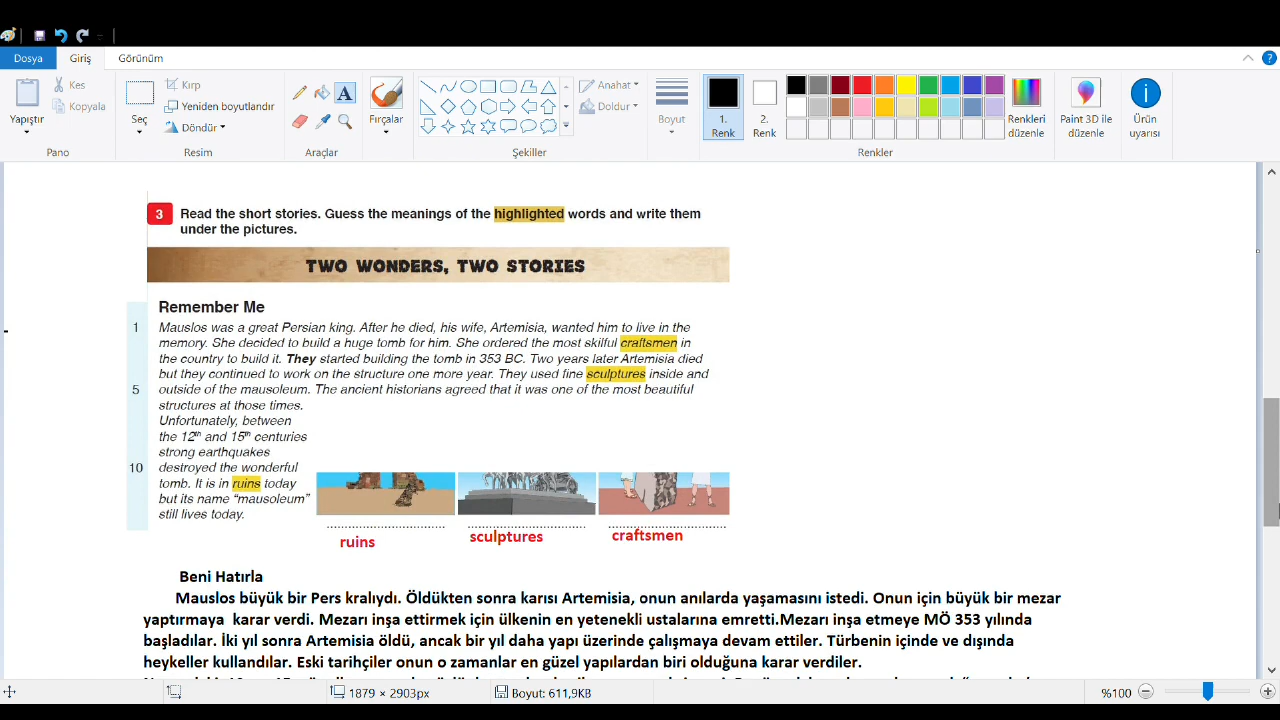 Dosya Giriş Görünüm
Yapıştır
Kes
Kopyala
Pano
Seç
Kırp
Yeniden boyutlandır
Döndür
Resim
A
Araçlar
Fırçalar
Şekiller
Anahat
Doldur
Boyut
1. Renk
2. Renk
Renkleri düzenle
Renkler
Paint 3D ile düzenle
Ürün uyarısı
3 Read the short stories. Guess the meanings of the highlighted words and write them
under the pictures.
TWO WONDERS, TWO STORIES
Remember Me
1 Mauslos was a great Persian king. After he died, his wife, Artemisia, wanted him to live in the
memory. She decided to build a huge tomb for him. She ordered the most skilful craftsmen in
the country to build it. They started building the tomb in 353 BC. Two years later Artemisia died
but they continued to work on the structure one more year. They used fine sculptures inside and
5 outside of the mausoleum. The ancient historians agreed that it was one of the most beautiful
structures at those times.
Unfortunately, between
the 12th and 15th centuries
strong earthquakes
10 destroyed the wonderful
tomb. It is in ruins today
but its name “mausoleum”
still lives today.
ruins sculptures craftsmen
Beni Hatırla
Mauslos büyük bir Pers kralıydı. Öldükten sonra karısı Artemisia, onun anılarda yaşamasını istedi. Onun için büyük bir mezar
yaptırmaya karar verdi. Mezarı inşa ettirmek için ülkenin en yetenekli ustalarına emretti.Mezarı inşa etmeye MÖ 353 yılında
başladılar. İki yıl sonra Artemisia öldü, ancak bir yıl daha yapı üzerinde çalışmaya devam ettiler. Türbenin içinde ve dışında
heykeller kullandılar. Eski tarihçiler onun o zamanlar en güzel yapılardan biri olduğuna karar verdiler.
1879 × 2903px
Boyut: 611,9KB
%100